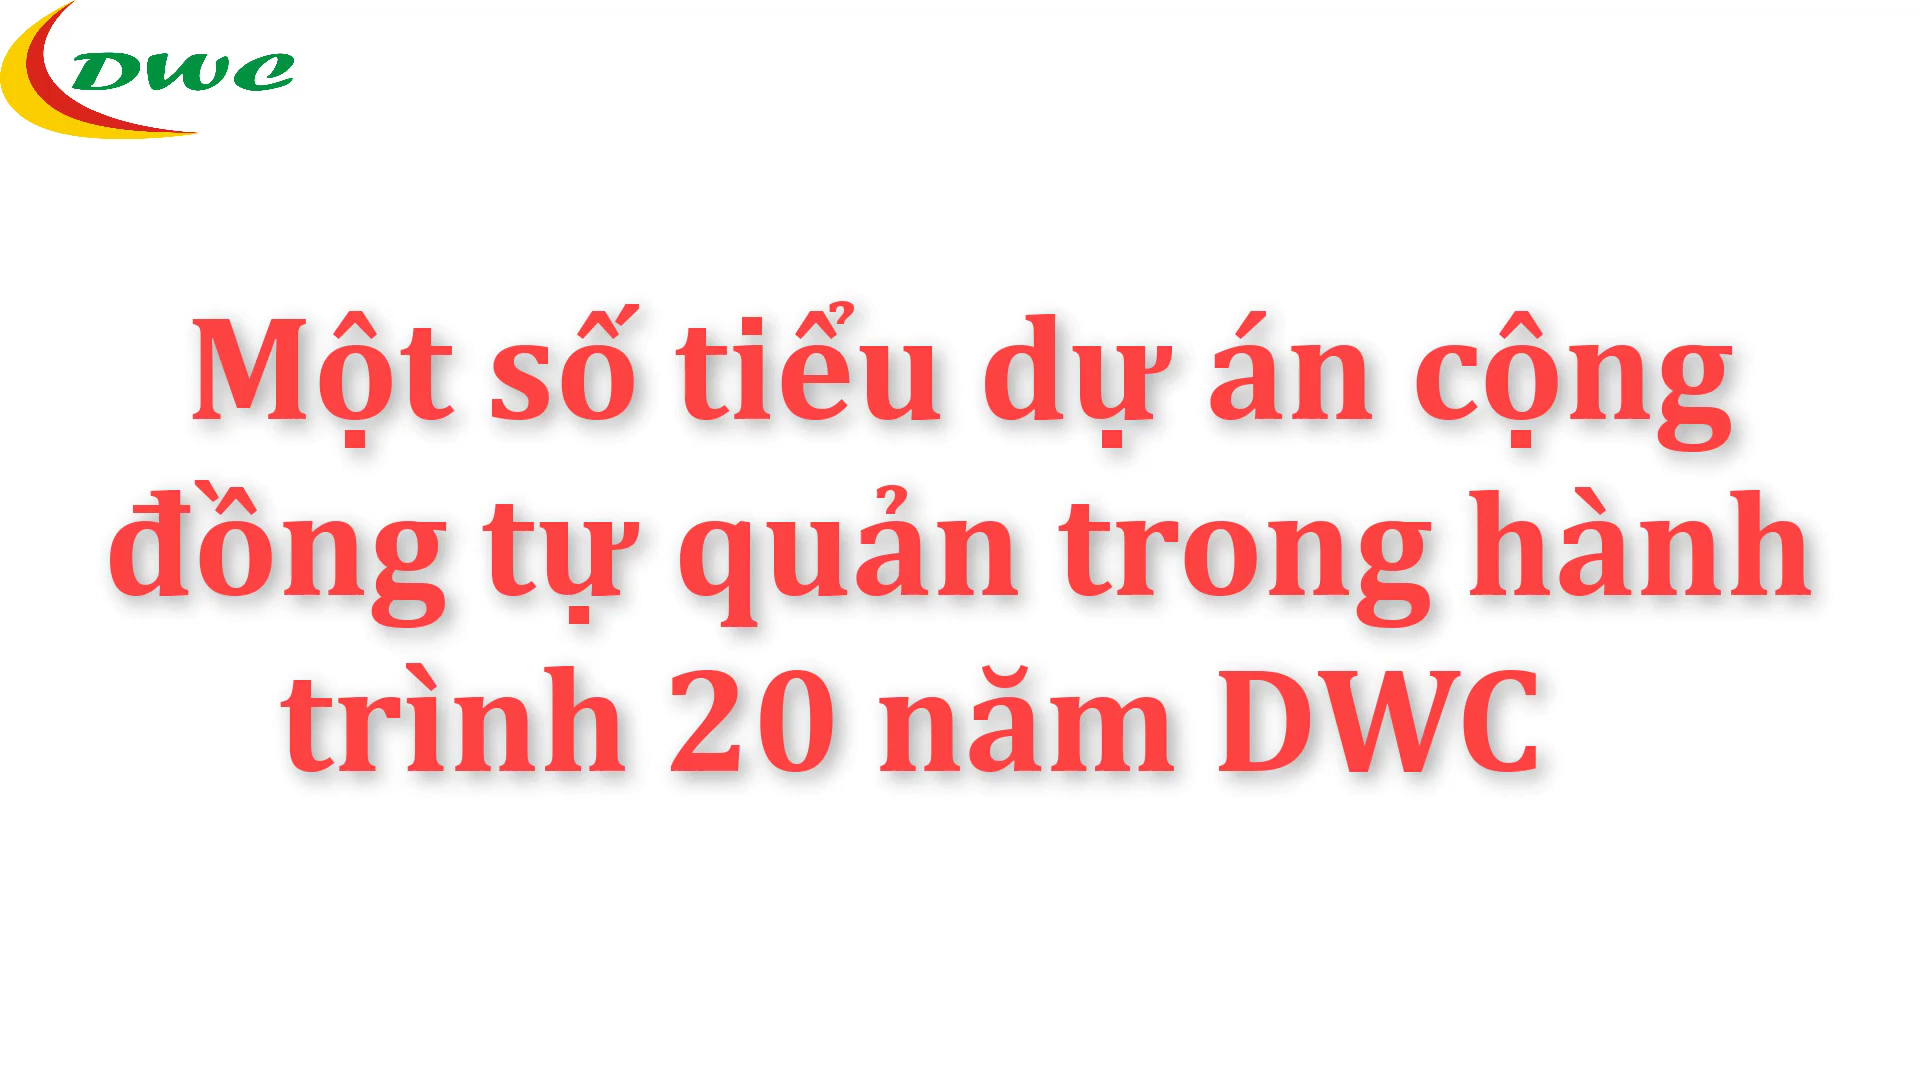 DWC
Một số tiểu dự án cộng
đồng tự quản trong hành
trình 20 năm DWC